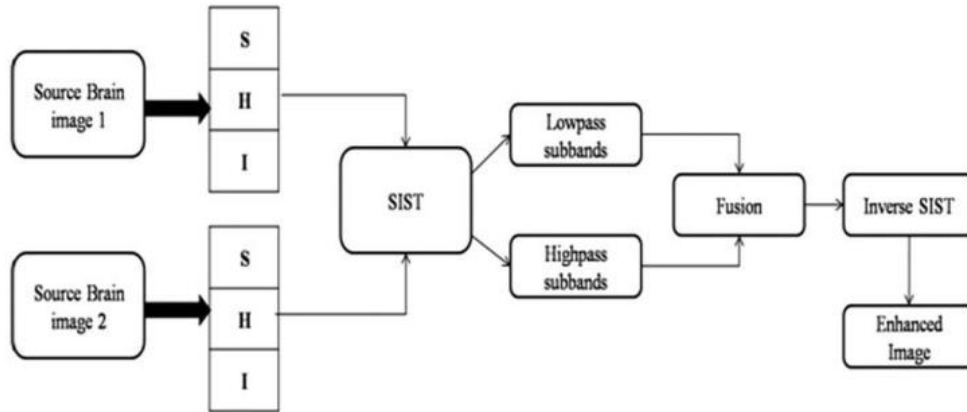 Source Brain
image 1
S
H
I
Source Brain
image 2
S
H
I
SIST
Lowpass
subbands
Highpass
subbands
Fusion
Inverse SIST
Enhanced
Image